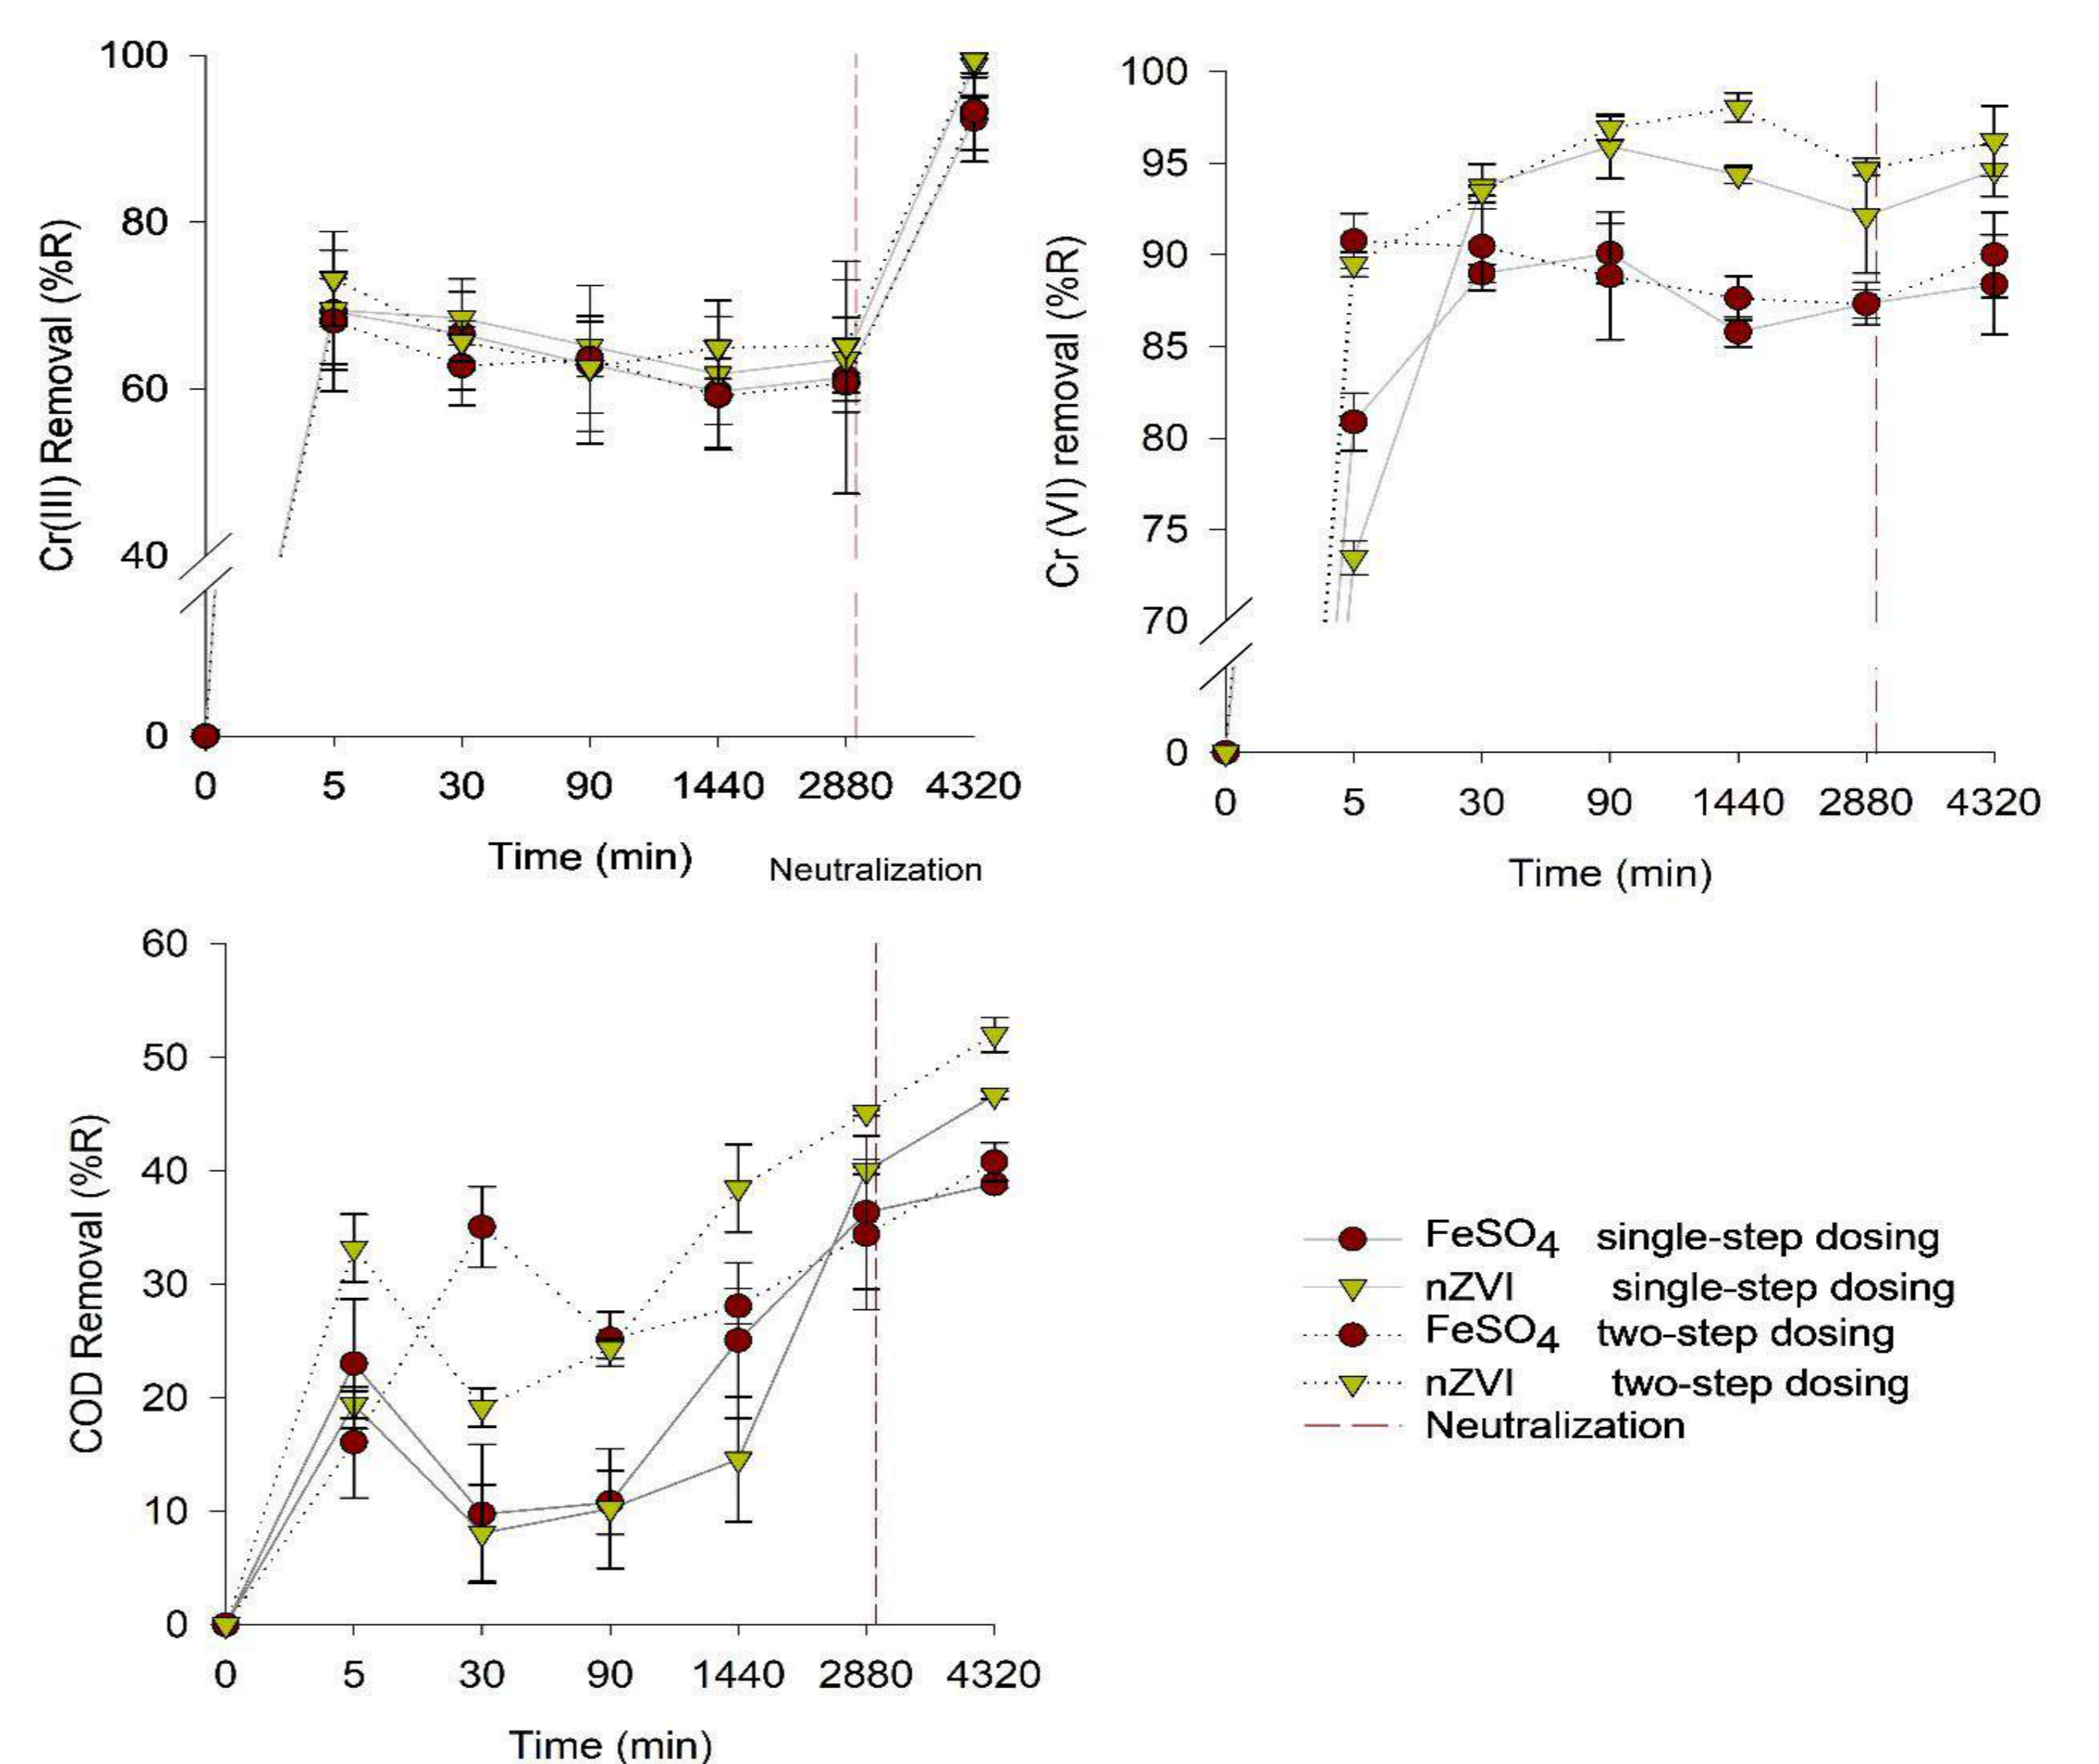 Cr(III) Removal (%R)
100
80
60
40
0
0 5 30 90 1440 2880 4320
Time (min)
Neutralization
Cr (VI) removal (%R)
100
95
90
85
80
75
70
0
0 5 30 90 1440 2880 4320
Time (min)
COD Removal (%R)
60
50
40
30
20
10
0
0 5 30 90 1440 2880 4320
Time (min)
FeSO4 single-step dosing
nZVI single-step dosing
FeSO4 two-step dosing
nZVI two-step dosing
Neutralization